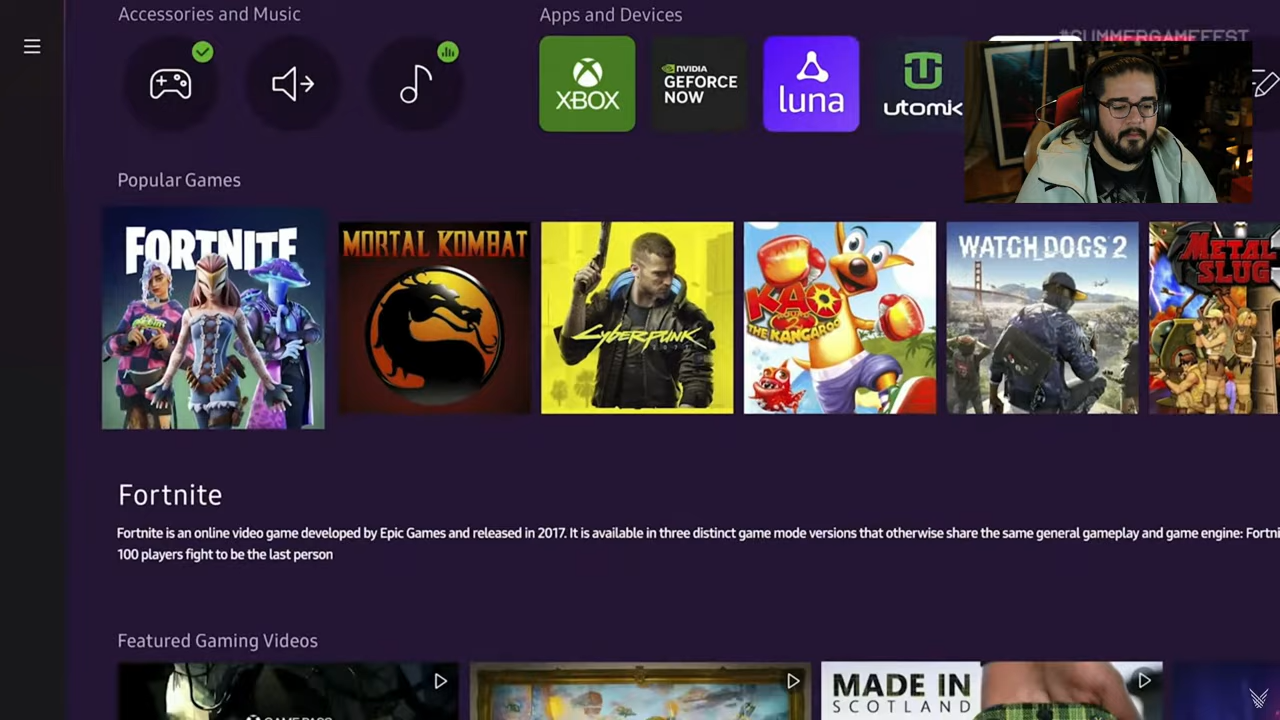 Accessories and Music
Apps and Devices
#SUMMERGAMEFEST
XBOX
NVIDIA
GEFORCE
NOW
luna
utomik
Popular Games
FORTNITE
MORTAL KOMBAT
CYBERPUNK
KAO
THE KANGAROO
WATCH DOGS 2
METAL
SLUG
Fortnite
Fortnite is an online video game developed by Epic Games and released in 2017. It is available in three distinct game mode versions that otherwise share the same general gameplay and game engine: Fortni
100 players fight to be the last person
Featured Gaming Videos
GAME PASS
MADE IN
SCOTLAND